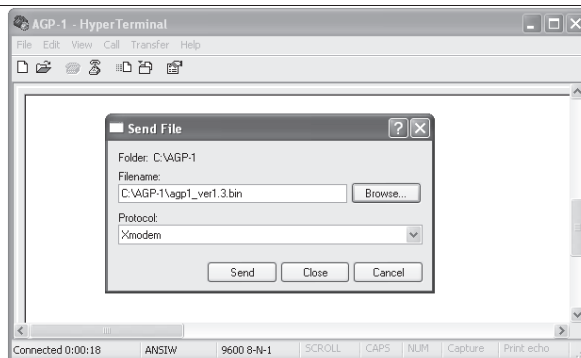 AGP-1 - HyperTerminal
File Edit View Call Transfer Help
Send File
Folder: C:\AGP-1
Filename:
C:\AGP-1\agp1_ver1.3.bin
Browse...
Protocol:
Xmodem
Send Close Cancel
Connected 0:00:18 ANSIW 9600 8-N-1 SCROLL CAPS NUM Capture Print echo